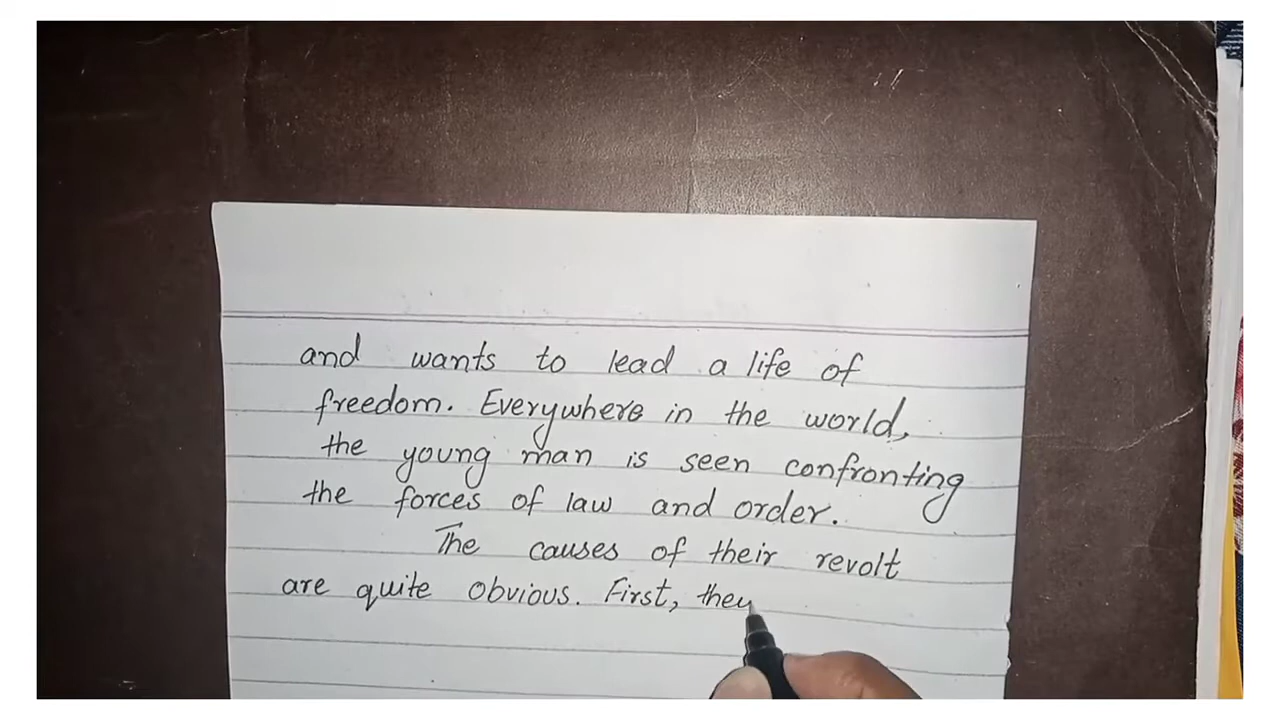 and wants to lead a life of
freedom. Everywhere in the world,
the young man is seen confronting
the forces of law and order.
The causes of their revolt
are quite obvious. First, they